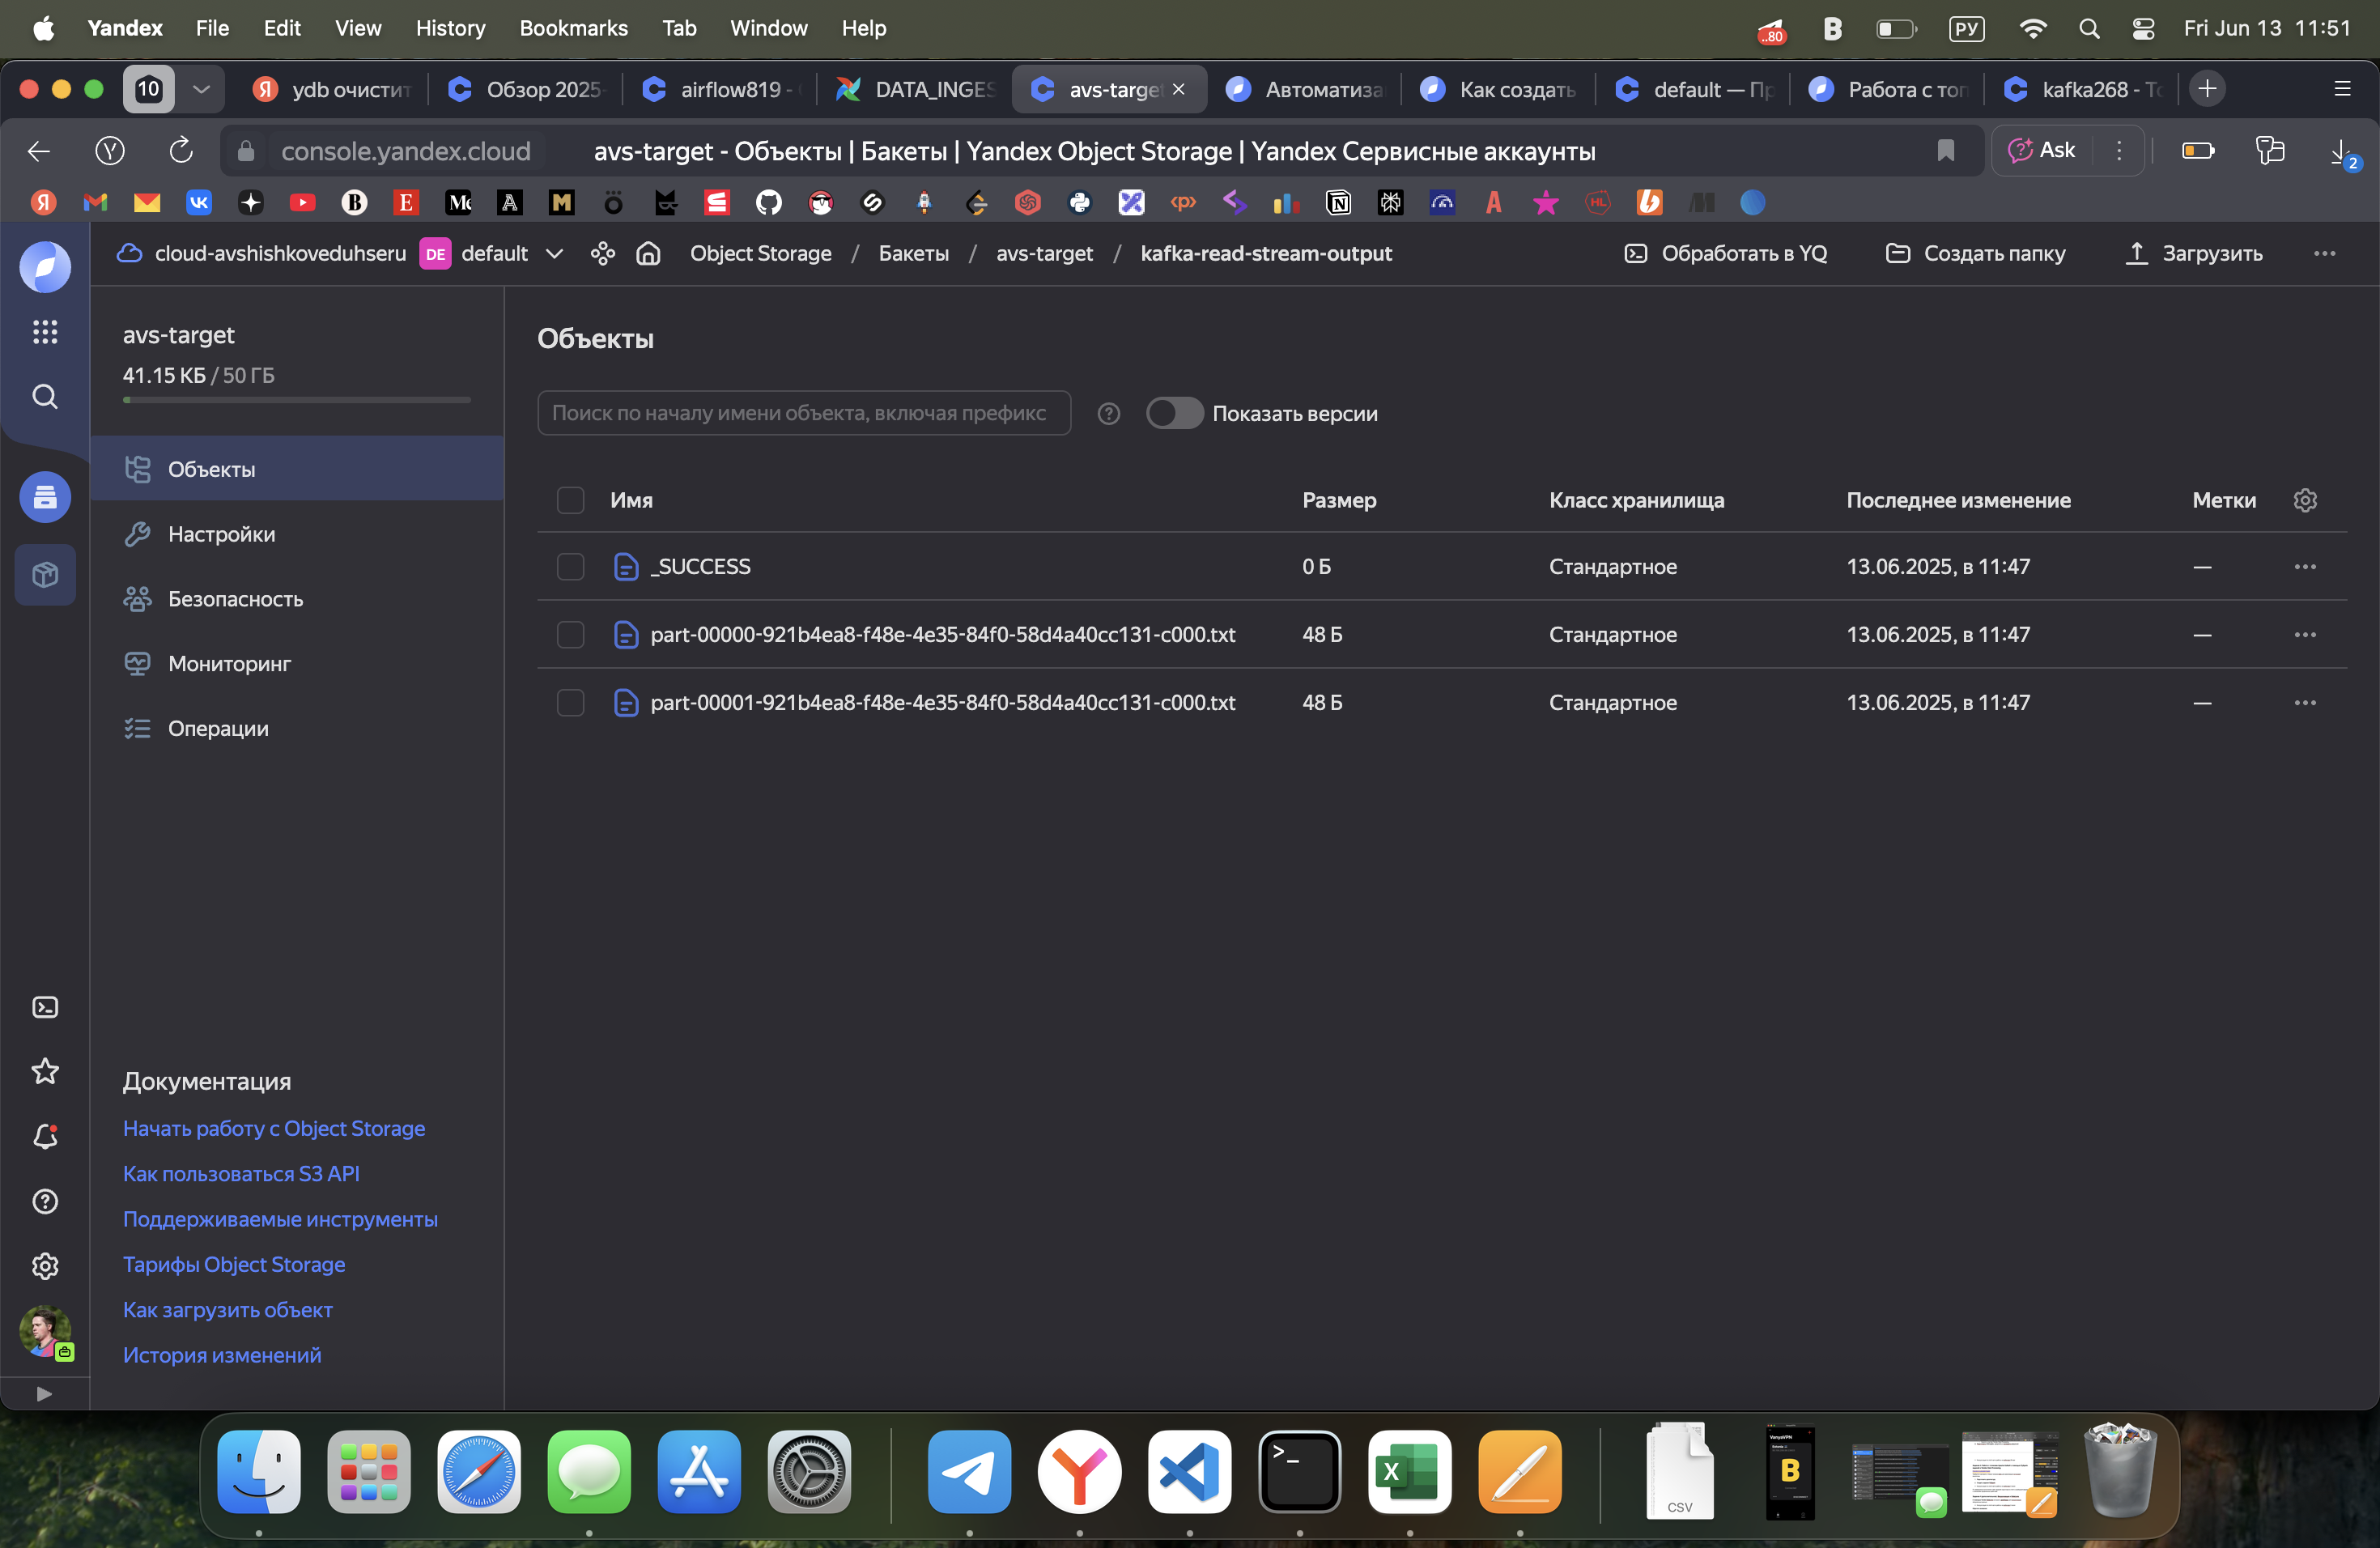 Yandex File Edit View History Bookmarks Tab Window Help ..80 РУ Fri Jun 13 11:51
10 ydb очистит Обзор 2025- airflow819 - DATA_INGES avs-targe Автоматиза Как создать default — Пр Работа с топ kafka268 - То
console.yandex.cloud avs-target - Объекты | Бакеты | Yandex Object Storage | Yandex Сервисные аккаунты Ask 2
cloud-avshishkoveduhseru DE default Object Storage / Бакеты / avs-target / kafka-read-stream-output Обработать в YQ Создать папку Загрузить
avs-target
41.15 КБ / 50 ГБ
Объекты
Настройки
Безопасность
Мониторинг
Операции
Документация
Начать работу с Object Storage
Как пользоваться S3 API
Поддерживаемые инструменты
Тарифы Object Storage
Как загрузить объект
История изменений
Объекты
Поиск по началу имени объекта, включая префикс Показать версии
Имя Размер Класс хранилища Последнее изменение Метки
_SUCCESS 0 Б Стандартное 13.06.2025, в 11:47 —
part-00000-921b4ea8-f48e-4e35-84f0-58d4a40cc131-c000.txt 48 Б Стандартное 13.06.2025, в 11:47 —
part-00001-921b4ea8-f48e-4e35-84f0-58d4a40cc131-c000.txt 48 Б Стандартное 13.06.2025, в 11:47 —
CSV